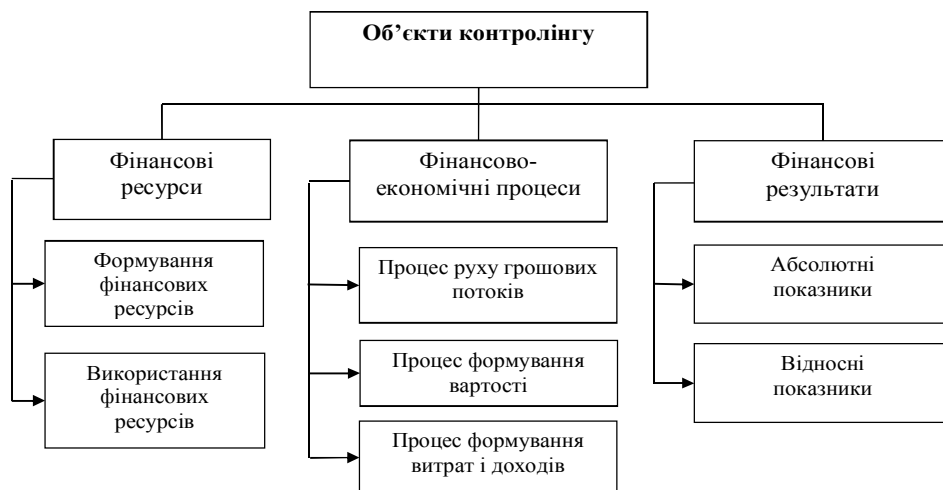 Об’єкти контролінгу
Фінансові
ресурси
Формування
фінансових
ресурсів
Використання
фінансових
ресурсів
Фінансово-
економічні процеси
Процес руху грошових
потоків
Процес формування
вартості
Процес формування
витрат і доходів
Фінансові
результати
Абсолютні
показники
Відносні
показники